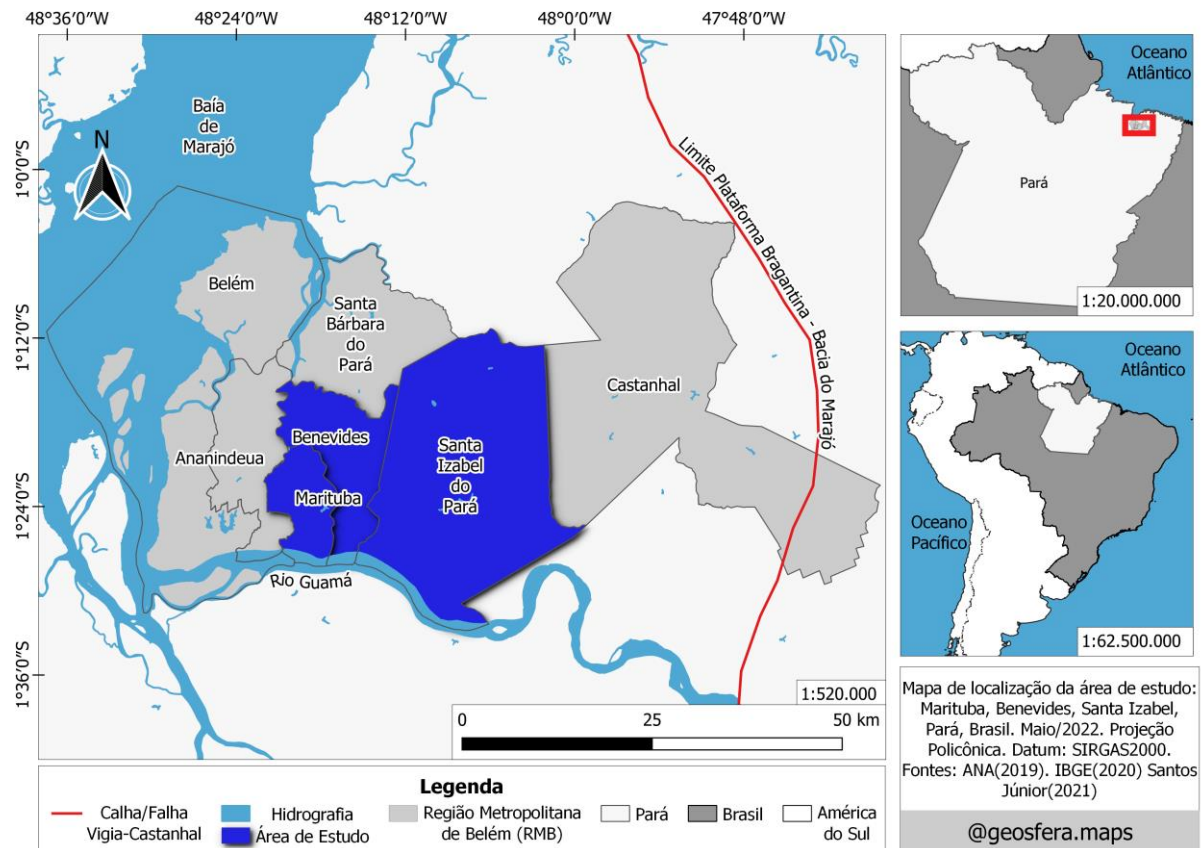 48°36'0"W 48°24'0"W 48°12'0"W 48°0'0"W 47°48'0"W
1°0'0"S
1°12'0"S
1°24'0"S
1°36'0"S
N
Baía
de
Marajó
Belém
Santa
Bárbara
do
Pará
Ananindeua
Benevides
Marituba
Santa
Izabel
do
Pará
Castanhal
Limite Plataforma Bragantina - Bacia do Marajó
Rio Guamá
1:520.000
0 25 50 km
Oceano
Atlântico
Pará
1:20.000.000
Oceano
Atlântico
Oceano
Pacífico
1:62.500.000
Legenda
Calha/Falha
Vigia-Castanhal
Hidrografia
Área de Estudo
Região Metropolitana
de Belém (RMB)
Pará
Brasil
América
do Sul
Mapa de localização da área de estudo:
Marituba, Benevides, Santa Izabel,
Pará, Brasil. Maio/2022. Projeção
Policônica. Datum: SIRGAS2000.
Fontes: ANA(2019). IBGE(2020) Santos
Júnior(2021)
@geosfera.maps